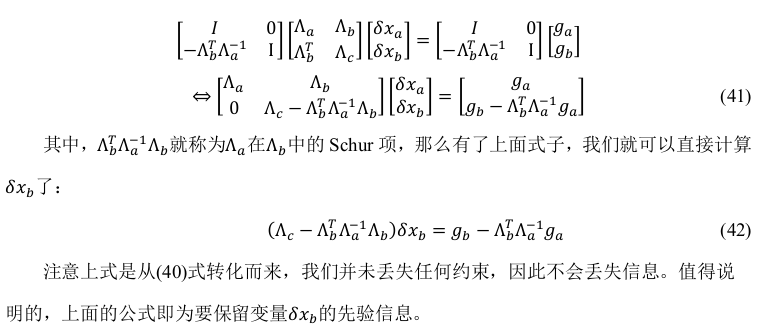 [I 0; −Λ_b^T Λ_a^{-1} I] [Λ_a Λ_b; Λ_b^T Λ_c] [δx_a; δx_b] = [I 0; −Λ_b^T Λ_a^{-1} I] [g_a; g_b]
⇔ [Λ_a Λ_b; 0 Λ_c − Λ_b^T Λ_a^{-1} Λ_b] [δx_a; δx_b] = [g_a; g_b − Λ_b^T Λ_a^{-1} g_a] (41)
其中，Λ_b^T Λ_a^{-1} Λ_b就称为Λ_a在Λ_b中的 Schur 项，那么有了上面式子，我们就可以直接计算
δx_b了：
(Λ_c − Λ_b^T Λ_a^{-1} Λ_b)δx_b = g_b − Λ_b^T Λ_a^{-1} g_a (42)
注意上式是从(40)式转化而来，我们并未丢失任何约束，因此不会丢失信息。值得说
明的，上面的公式即为要保留变量δx_b的先验信息。